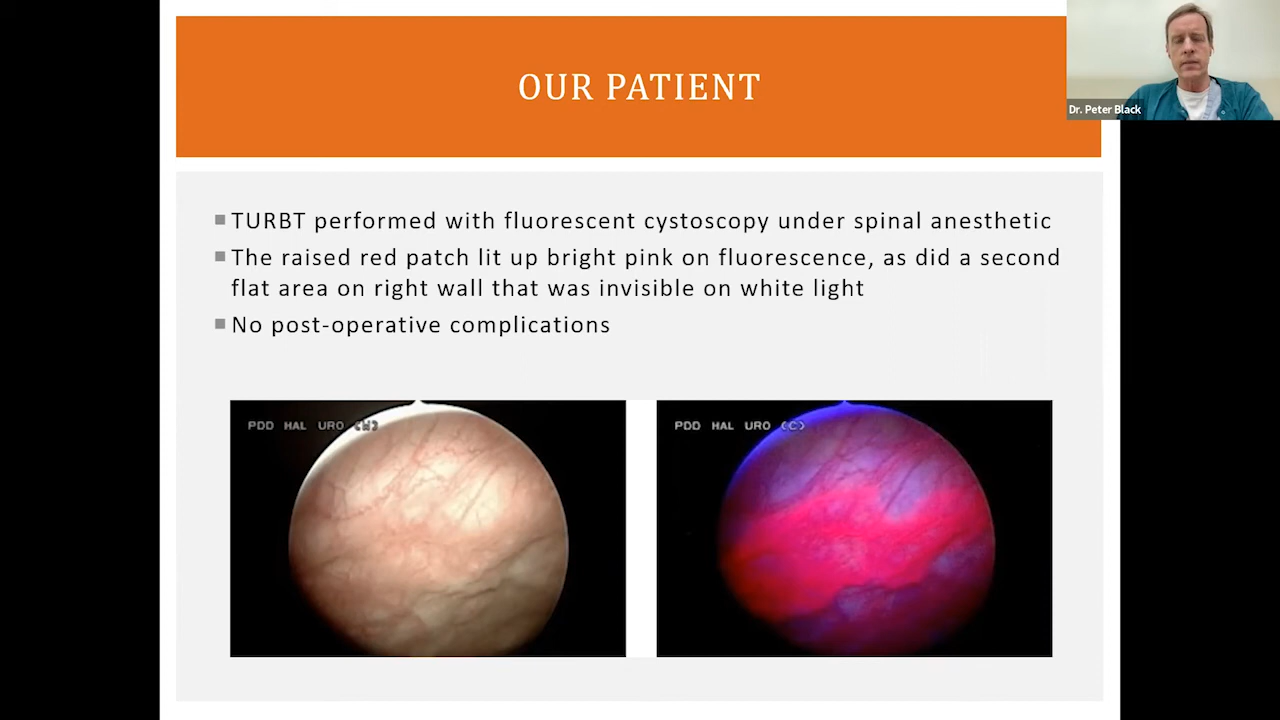 OUR PATIENT
Dr. Peter Black
TURBT performed with fluorescent cystoscopy under spinal anesthetic
The raised red patch lit up bright pink on fluorescence, as did a second
flat area on right wall that was invisible on white light
No post-operative complications
PDD HAL URO (W)
PDD HAL URO (C)